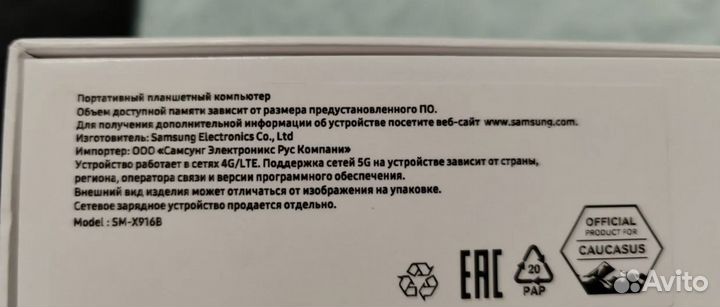 Портативный планшетный компьютер
Объем доступной памяти зависит от размера предустановленного ПО.
Для получения дополнительной информации об устройстве посетите веб-сайт www.samsung.com.
Изготовитель: Samsung Electronics Co., Ltd
Импортер: ООО «Самсунг Электроникс Рус Компани»
Устройство работает в сетях 4G/LTE. Поддержка сетей 5G на устройстве зависит от страны,
региона, оператора связи и версии программного обеспечения.
Внешний вид изделия может отличаться от изображения на упаковке.
Сетевое зарядное устройство продается отдельно.
Model : SM-X916B
EAC
20
PAP
OFFICIAL
PRODUCT FOR
CAUCASUS
Avito